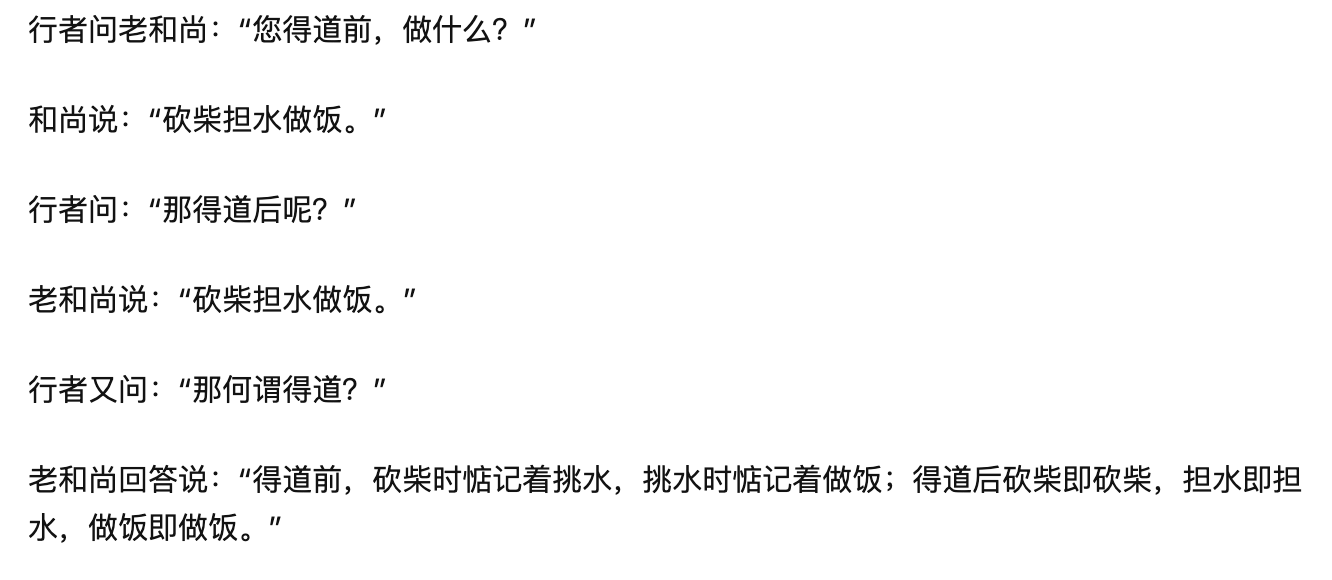 行者问老和尚：“您得道前，做什么？”
和尚说：“砍柴担水做饭。”
行者问：“那得道后呢？”
老和尚说：“砍柴担水做饭。”
行者又问：“那何谓得道？”
老和尚回答说：“得道前，砍柴时惦记着挑水，挑水时惦记着做饭；得道后砍柴即砍柴，担水即担
水，做饭即做饭。”